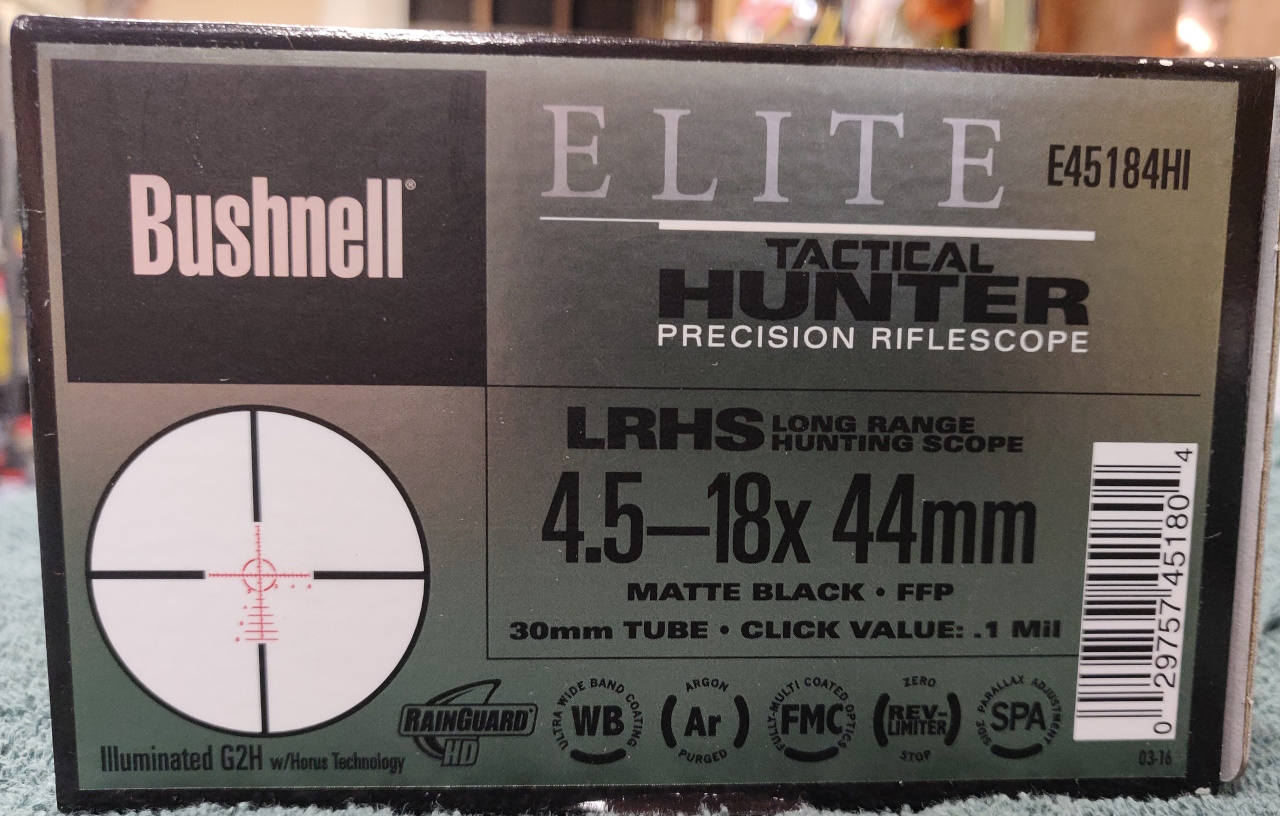 Bushnell®
ELITE
E45184HI
TACTICAL
HUNTER
PRECISION RIFLESCOPE
LRHS LONG RANGE
HUNTING SCOPE
4.5—18x 44mm
MATTE BLACK • FFP
30mm TUBE • CLICK VALUE: .1 Mil
Illuminated G2H w/Horus Technology
RAINGUARD®
HD
ULTRA WIDE BAND COATING
WB
ARGON
Ar
PURGED
FULLY-MULTI COATED OPTICS
FMC
ZERO
REV-
LIMITER
STOP
SIDE PARALLAX ADJUSTMENT
SPA
0 29757 45180 4
03-16